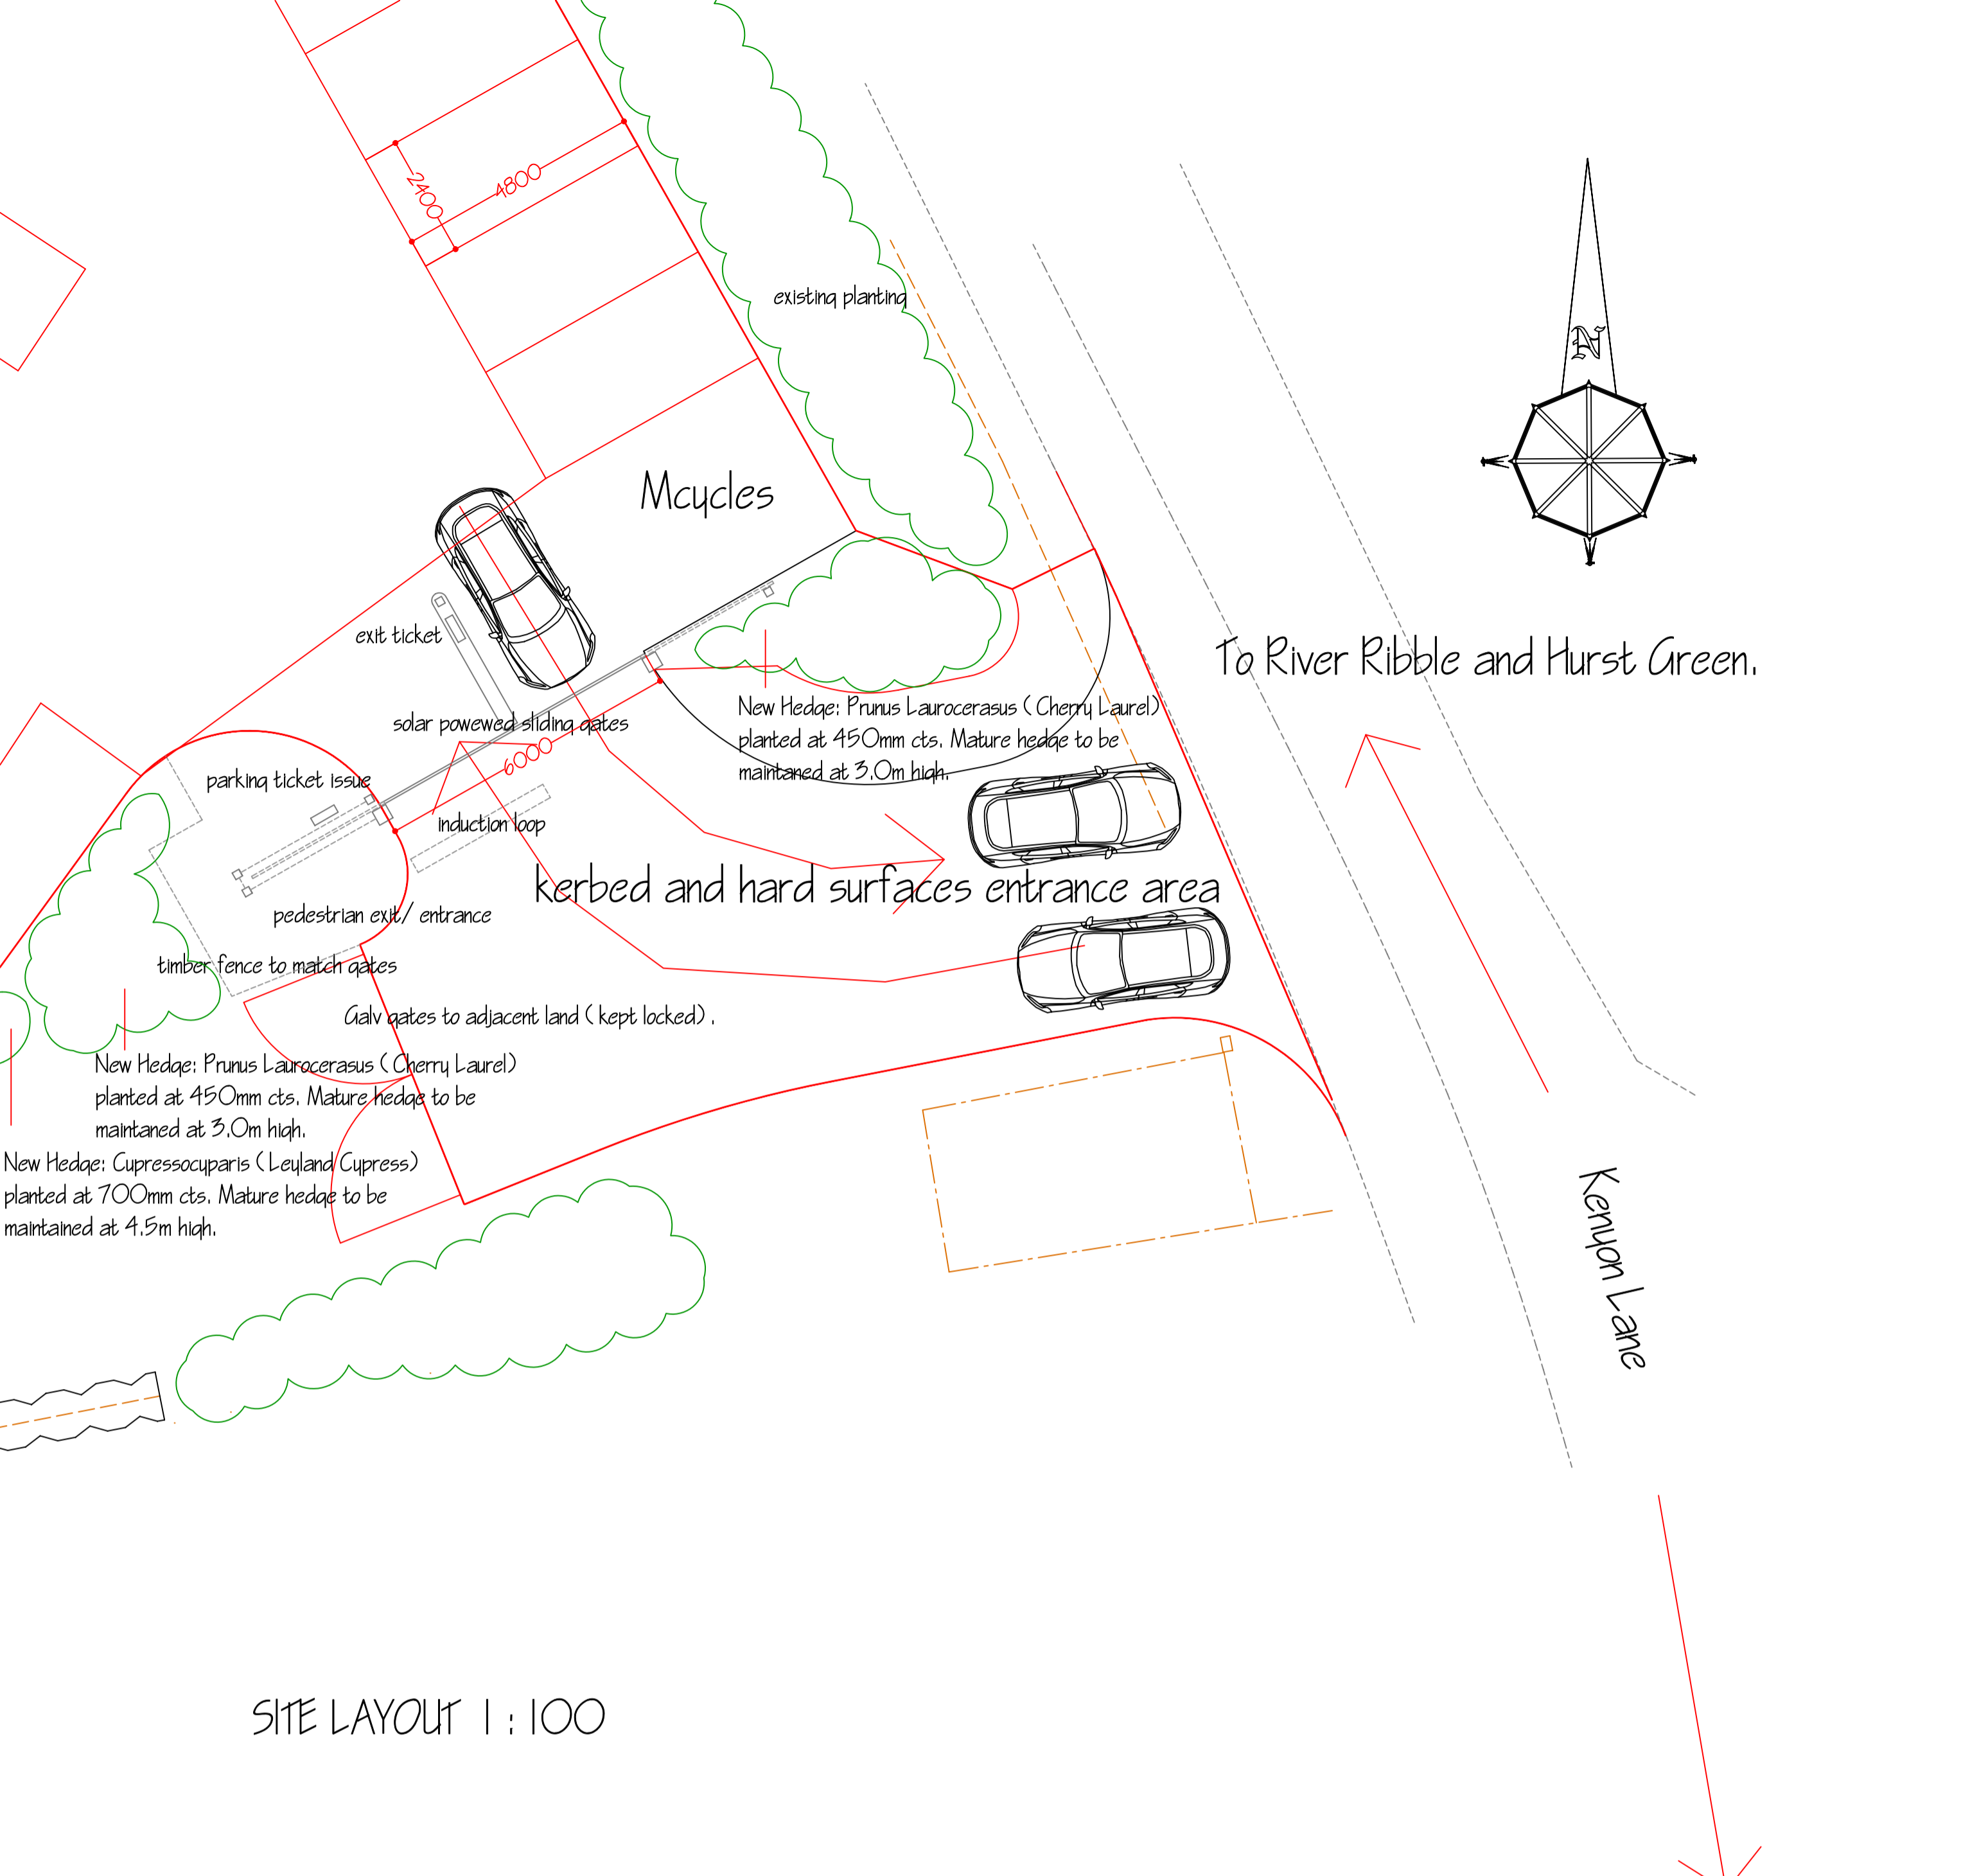 2400
4800
existing planting
N
Mcycles
exit ticket
To River Ribble and Hurst Green.
solar powewed sliding gates
6000
New Hedge: Prunus Laurocerasus ( Cherry Laurel)
planted at 450mm cts. Mature hedge to be
maintaned at 3.0m high.
parking ticket issue
induction loop
kerbed and hard surfaces entrance area
pedestrian exit/ entrance
timber fence to match gates
Galv gates to adjacent land ( kept locked) .
New Hedge: Prunus Laurocerasus ( Cherry Laurel)
planted at 450mm cts. Mature hedge to be
maintaned at 3.0m high.
New Hedge: Cupressocyparis ( Leyland Cypress)
planted at 700mm cts. Mature hedge to be
maintained at 4.5m high.
Kenyon Lane
SITE LAYOUT 1 : 100